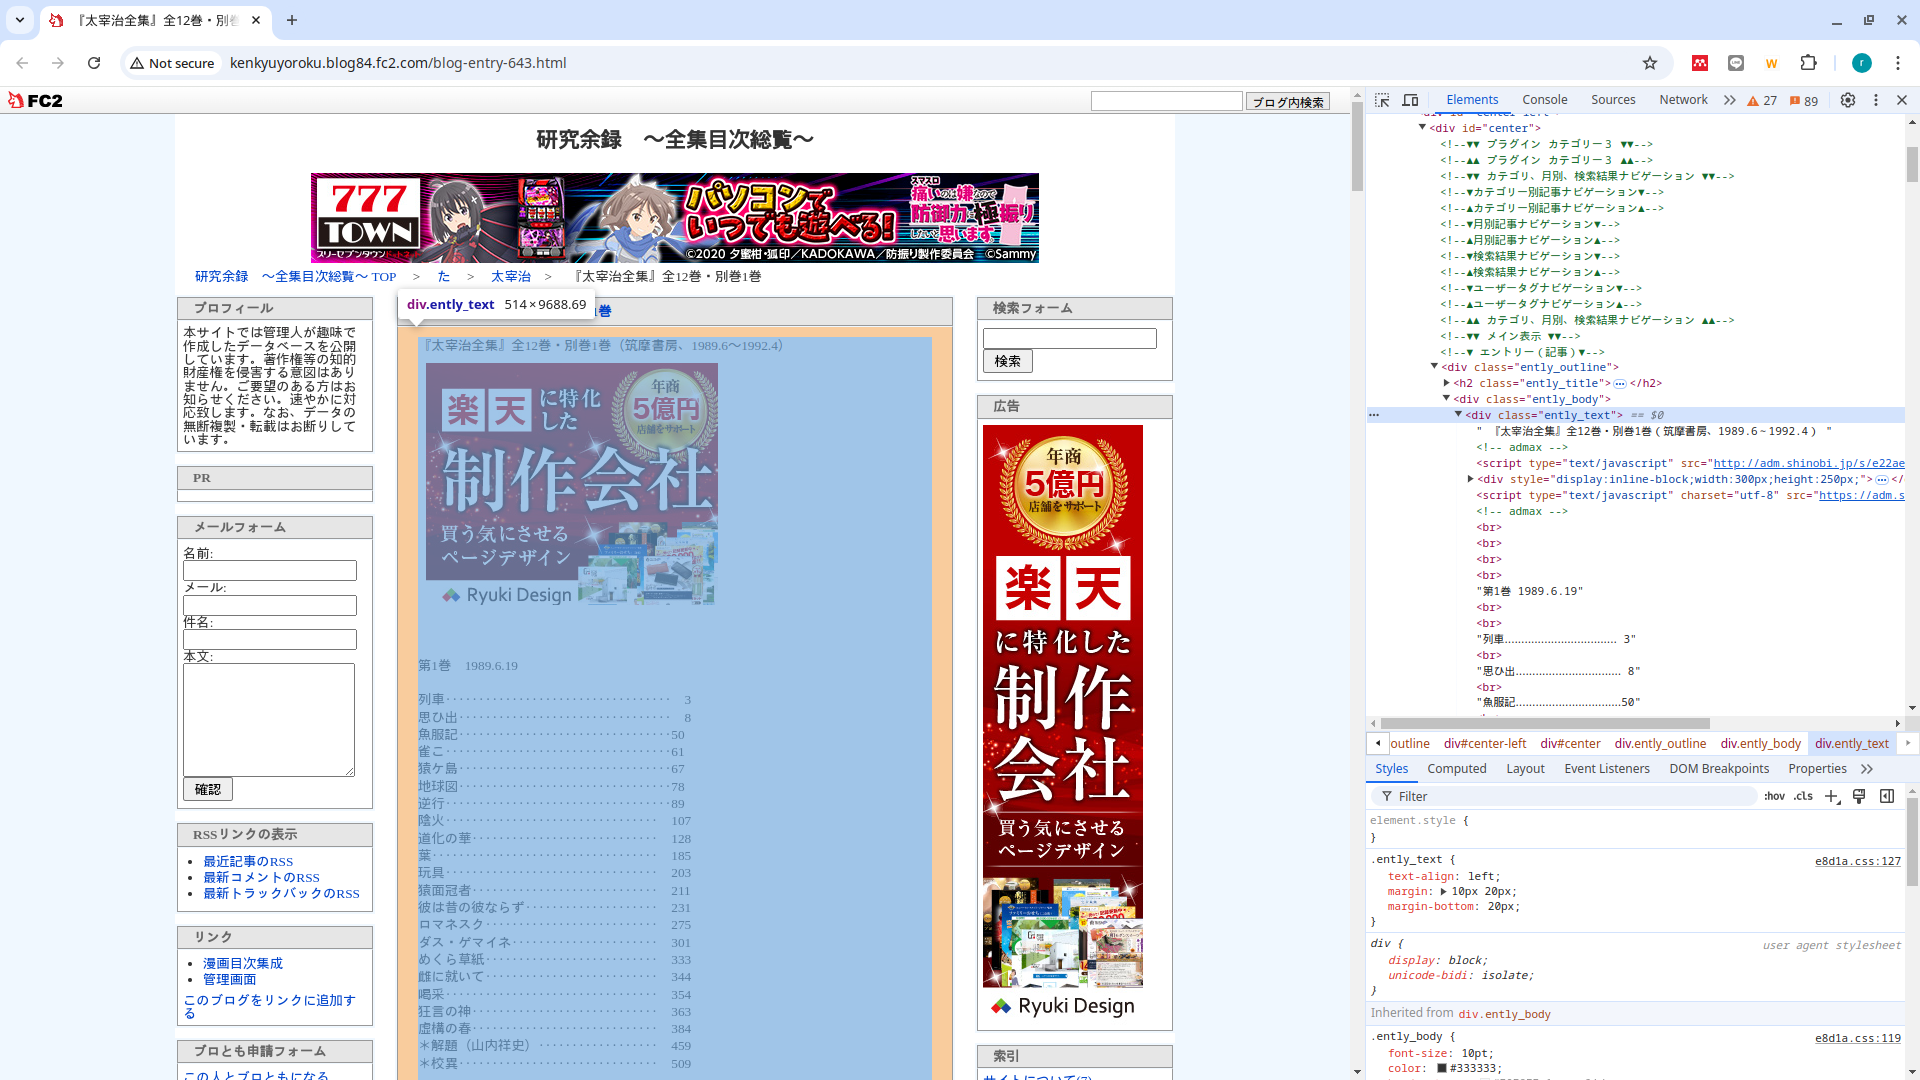 『太宰治全集』全12巻・別巻
Not secure
kenkyuyoroku.blog84.fc2.com/blog-entry-643.html
FC2
ブログ内検索
研究余録　～全集目次総覧～
777
TOWN
スリーセブンタウンドットネット
パソコンで
いつでも遊べる!
スマスロ
痛いのは嫌なので
防御力に極振り
したいと思います。
©2020 夕蜜柑・狐印／KADOKAWA／防振り製作委員会 ©Sammy
研究余録　～全集目次総覧～ TOP　>　た　>　太宰治　>　『太宰治全集』全12巻・別巻1巻
プロフィール
本サイトでは管理人が趣味で
作成したデータベースを公開
しています。著作権等の知的
財産権を侵害する意図はあり
ません。ご要望のある方はお
知らせください。速やかに対
応致します。なお、データの
無断複製・転載はお断りして
います。
PR
メールフォーム
名前:
メール:
件名:
本文:
確認
RSSリンクの表示
最近記事のRSS
最新コメントのRSS
最新トラックバックのRSS
リンク
漫画目次集成
管理画面
このブログをリンクに追加す
る
ブロとも申請フォーム
この人とブロともになる
div.ently_text 514 × 9688.69
1巻
『太宰治全集』全12巻・別巻1巻（筑摩書房、1989.6～1992.4）
楽天に特化
した
年商
5億円
店舗をサポート
制作会社
買う気にさせる
ページデザイン
Ryuki Design
第1巻　1989.6.19
列車‥‥‥‥‥‥‥‥‥‥‥‥‥‥‥‥　3
思ひ出‥‥‥‥‥‥‥‥‥‥‥‥‥‥‥　8
魚服記‥‥‥‥‥‥‥‥‥‥‥‥‥‥‥50
雀こ‥‥‥‥‥‥‥‥‥‥‥‥‥‥‥‥61
猿ケ島‥‥‥‥‥‥‥‥‥‥‥‥‥‥‥67
地球図‥‥‥‥‥‥‥‥‥‥‥‥‥‥‥78
逆行‥‥‥‥‥‥‥‥‥‥‥‥‥‥‥‥89
陰火‥‥‥‥‥‥‥‥‥‥‥‥‥‥‥　107
道化の華‥‥‥‥‥‥‥‥‥‥‥‥‥　128
葉‥‥‥‥‥‥‥‥‥‥‥‥‥‥‥‥　185
玩具‥‥‥‥‥‥‥‥‥‥‥‥‥‥‥　203
猿面冠者‥‥‥‥‥‥‥‥‥‥‥‥‥　211
彼は昔の彼ならず‥‥‥‥‥‥‥‥‥　231
ロマネスク‥‥‥‥‥‥‥‥‥‥‥‥　275
ダス・ゲマイネ‥‥‥‥‥‥‥‥‥‥　301
めくら草紙‥‥‥‥‥‥‥‥‥‥‥‥　333
雌に就いて‥‥‥‥‥‥‥‥‥‥‥‥　344
喝采‥‥‥‥‥‥‥‥‥‥‥‥‥‥‥　354
狂言の神‥‥‥‥‥‥‥‥‥‥‥‥‥　363
虚構の春‥‥‥‥‥‥‥‥‥‥‥‥‥　384
＊解題（山内祥史）‥‥‥‥‥‥‥‥　459
＊校異‥‥‥‥‥‥‥‥‥‥‥‥‥‥　509
検索フォーム
検索
広告
年商
5億円
店舗をサポート
楽天
に特化した
制作
会社
買う気にさせる
ページデザイン
Ryuki Design
索引
サイトについて(7)
Elements Console Sources Network 27 89
<div id="center-left">
<div id="center">
<!--▼▼ プラグイン カテゴリー３ ▼▼-->
<!--▲▲ プラグイン カテゴリー３ ▲▲-->
<!--▼▼ カテゴリ、月別、検索結果ナビゲーション ▼▼-->
<!--▼カテゴリー別記事ナビゲーション▼-->
<!--▲カテゴリー別記事ナビゲーション▲-->
<!--▼月別記事ナビゲーション▼-->
<!--▲月別記事ナビゲーション▲-->
<!--▼検索結果ナビゲーション▼-->
<!--▲検索結果ナビゲーション▲-->
<!--▼ユーザータグナビゲーション▼-->
<!--▲ユーザータグナビゲーション▲-->
<!--▲▲ カテゴリ、月別、検索結果ナビゲーション ▲▲-->
<!--▼▼ メイン表示 ▼▼-->
<!--▼ エントリー（記事）▼-->
<div class="ently_outline">
<h2 class="ently_title">…</h2>
<div class="ently_body">
<div class="ently_text"> == $0
" 『太宰治全集』全12巻・別巻1巻（筑摩書房、1989.6～1992.4） "
<!-- admax -->
<script type="text/javascript" src="http://adm.shinobi.jp/s/e22ae
<div style="display:inline-block;width:300px;height:250px;">…</
<script type="text/javascript" charset="utf-8" src="https://adm.s
<!-- admax -->
<br>
<br>
<br>
<br>
"第1巻 1989.6.19"
<br>
<br>
"列車‥‥‥‥‥‥‥‥‥‥‥‥‥‥‥‥‥ 3"
<br>
"思ひ出‥‥‥‥‥‥‥‥‥‥‥‥‥‥‥‥ 8"
<br>
"魚服記‥‥‥‥‥‥‥‥‥‥‥‥‥‥‥‥50"
outline div#center-left div#center div.ently_outline div.ently_body div.ently_text
Styles Computed Layout Event Listeners DOM Breakpoints Properties
Filter :hov .cls
element.style {
}
.ently_text { e8d1a.css:127
text-align: left;
margin: 10px 20px;
margin-bottom: 20px;
}
div { user agent stylesheet
display: block;
unicode-bidi: isolate;
}
Inherited from div.ently_body
.ently_body { e8d1a.css:119
font-size: 10pt;
color: #333333;